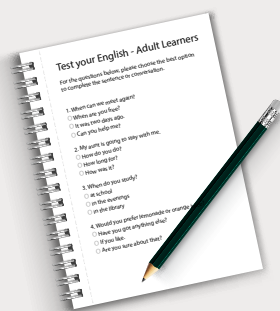 Test your English - Adult Learners
For the questions below, please choose the best option
to complete the sentence or conversation.
1. When can we meet again?
When are you free?
It was two days ago.
Can you help me?
2. My aunt is going to stay with me.
How do you do?
How long for?
How was it?
3. When do you study?
at school
in the evenings
in the library
4. Would you prefer lemonade or orange
Have you got anything else?
If you like.
Are you sure about that?